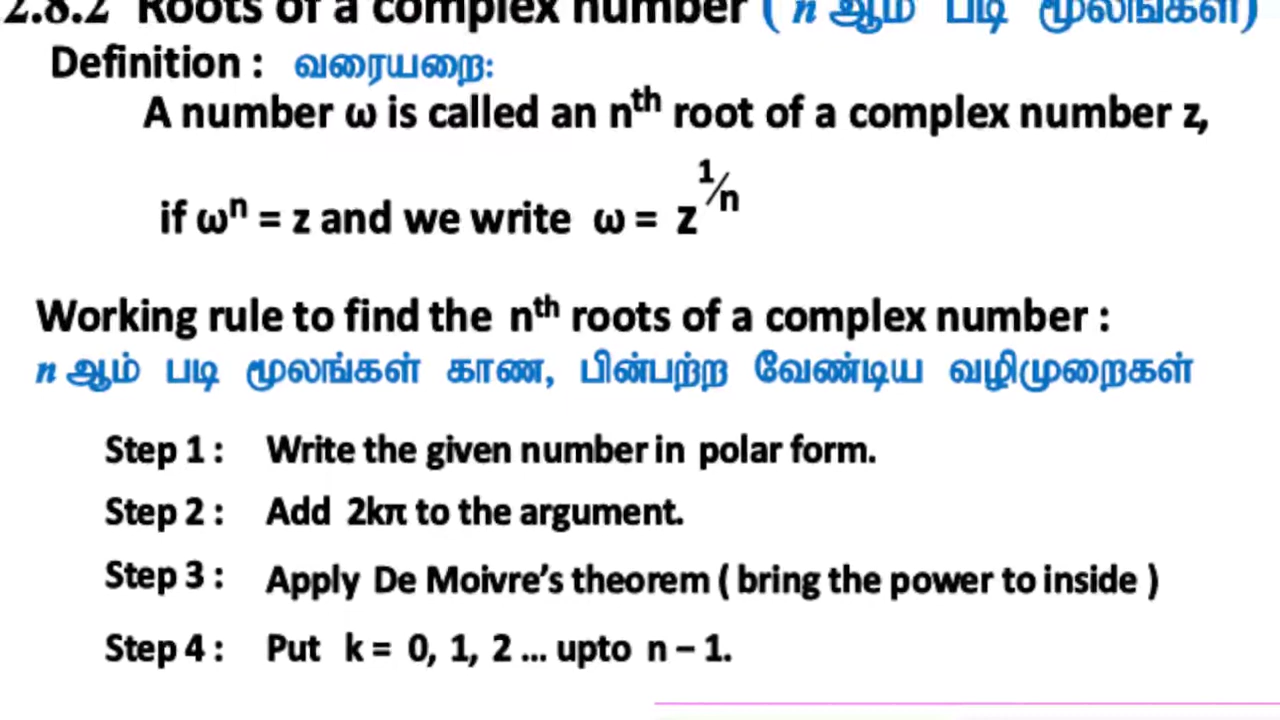 2.8.2 Roots of a complex number ( n ஆம் படி மூலங்கள்)
Definition : வரையறை:
A number ω is called an nᵗʰ root of a complex number z,
if ωⁿ = z and we write ω = z^1/n
Working rule to find the nᵗʰ roots of a complex number :
n ஆம் படி மூலங்கள் காண, பின்பற்ற வேண்டிய வழிமுறைகள்
Step 1 : Write the given number in polar form.
Step 2 : Add 2kπ to the argument.
Step 3 : Apply De Moivre’s theorem ( bring the power to inside )
Step 4 : Put k = 0, 1, 2 ... upto n – 1.